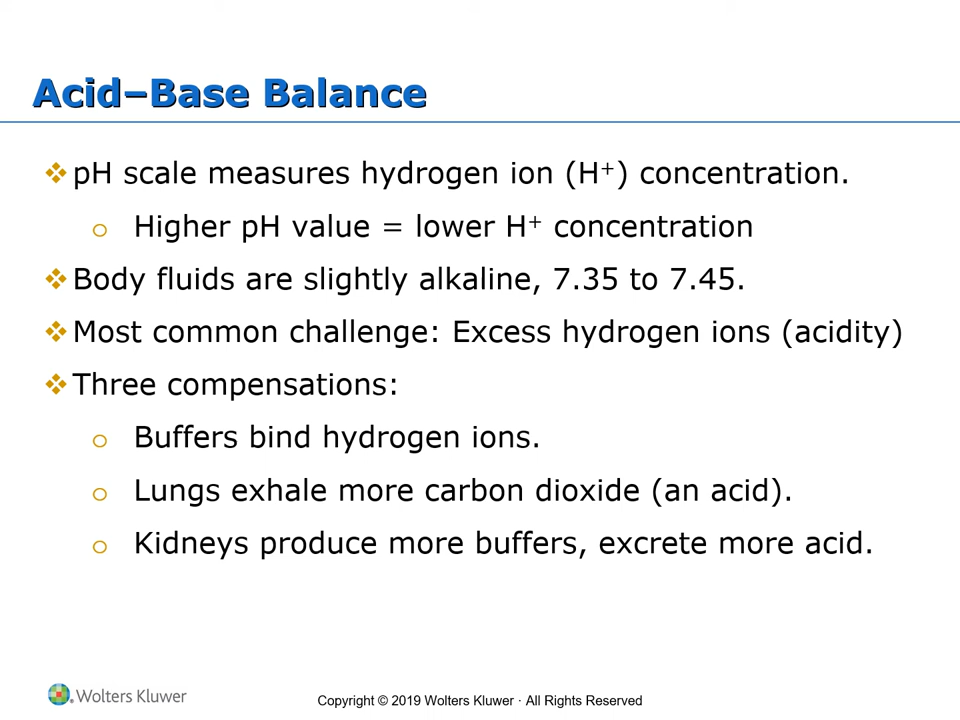 Acid–Base Balance
❖pH scale measures hydrogen ion (H⁺) concentration.
o Higher pH value = lower H⁺ concentration
❖Body fluids are slightly alkaline, 7.35 to 7.45.
❖Most common challenge: Excess hydrogen ions (acidity)
❖Three compensations:
o Buffers bind hydrogen ions.
o Lungs exhale more carbon dioxide (an acid).
o Kidneys produce more buffers, excrete more acid.
Wolters Kluwer
Copyright © 2019 Wolters Kluwer · All Rights Reserved